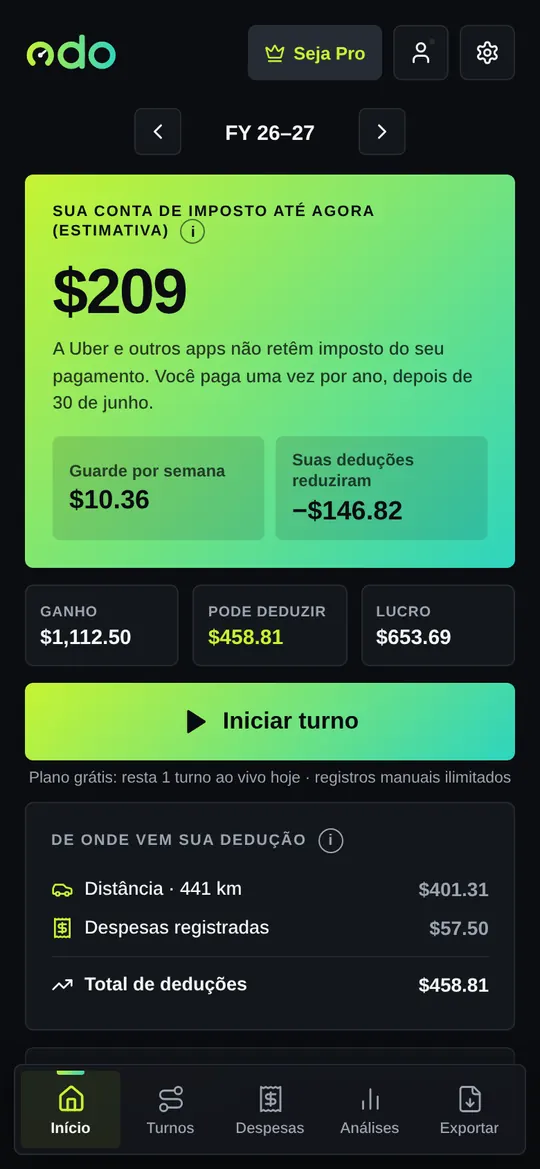 odo
Seja Pro
FY 26–27
SUA CONTA DE IMPOSTO ATÉ AGORA
(ESTIMATIVA) i
$209
A Uber e outros apps não retêm imposto do seu
pagamento. Você paga uma vez por ano, depois de
30 de junho.
Guarde por semana
$10.36
Suas deduções
reduziram
−$146.82
GANHO
$1,112.50
PODE DEDUZIR
$458.81
LUCRO
$653.69
Iniciar turno
Plano grátis: resta 1 turno ao vivo hoje · registros manuais ilimitados
DE ONDE VEM SUA DEDUÇÃO i
Distância · 441 km $401.31
Despesas registradas $57.50
Total de deduções $458.81
Início
Turnos
Despesas
Análises
Exportar